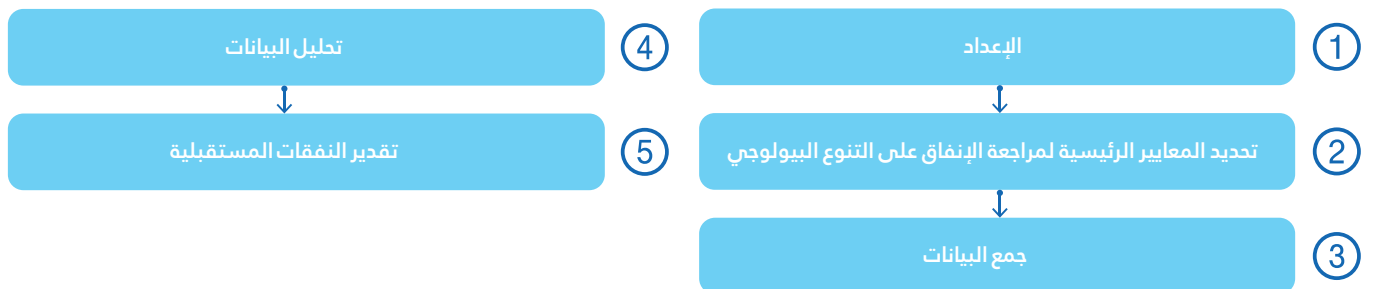 1 الإعداد
2 تحديد المعايير الرئيسية لمراجعة الإنفاق على التنوع البيولوجي
3 جمع البيانات
4 تحليل البيانات
5 تقدير النفقات المستقبلية